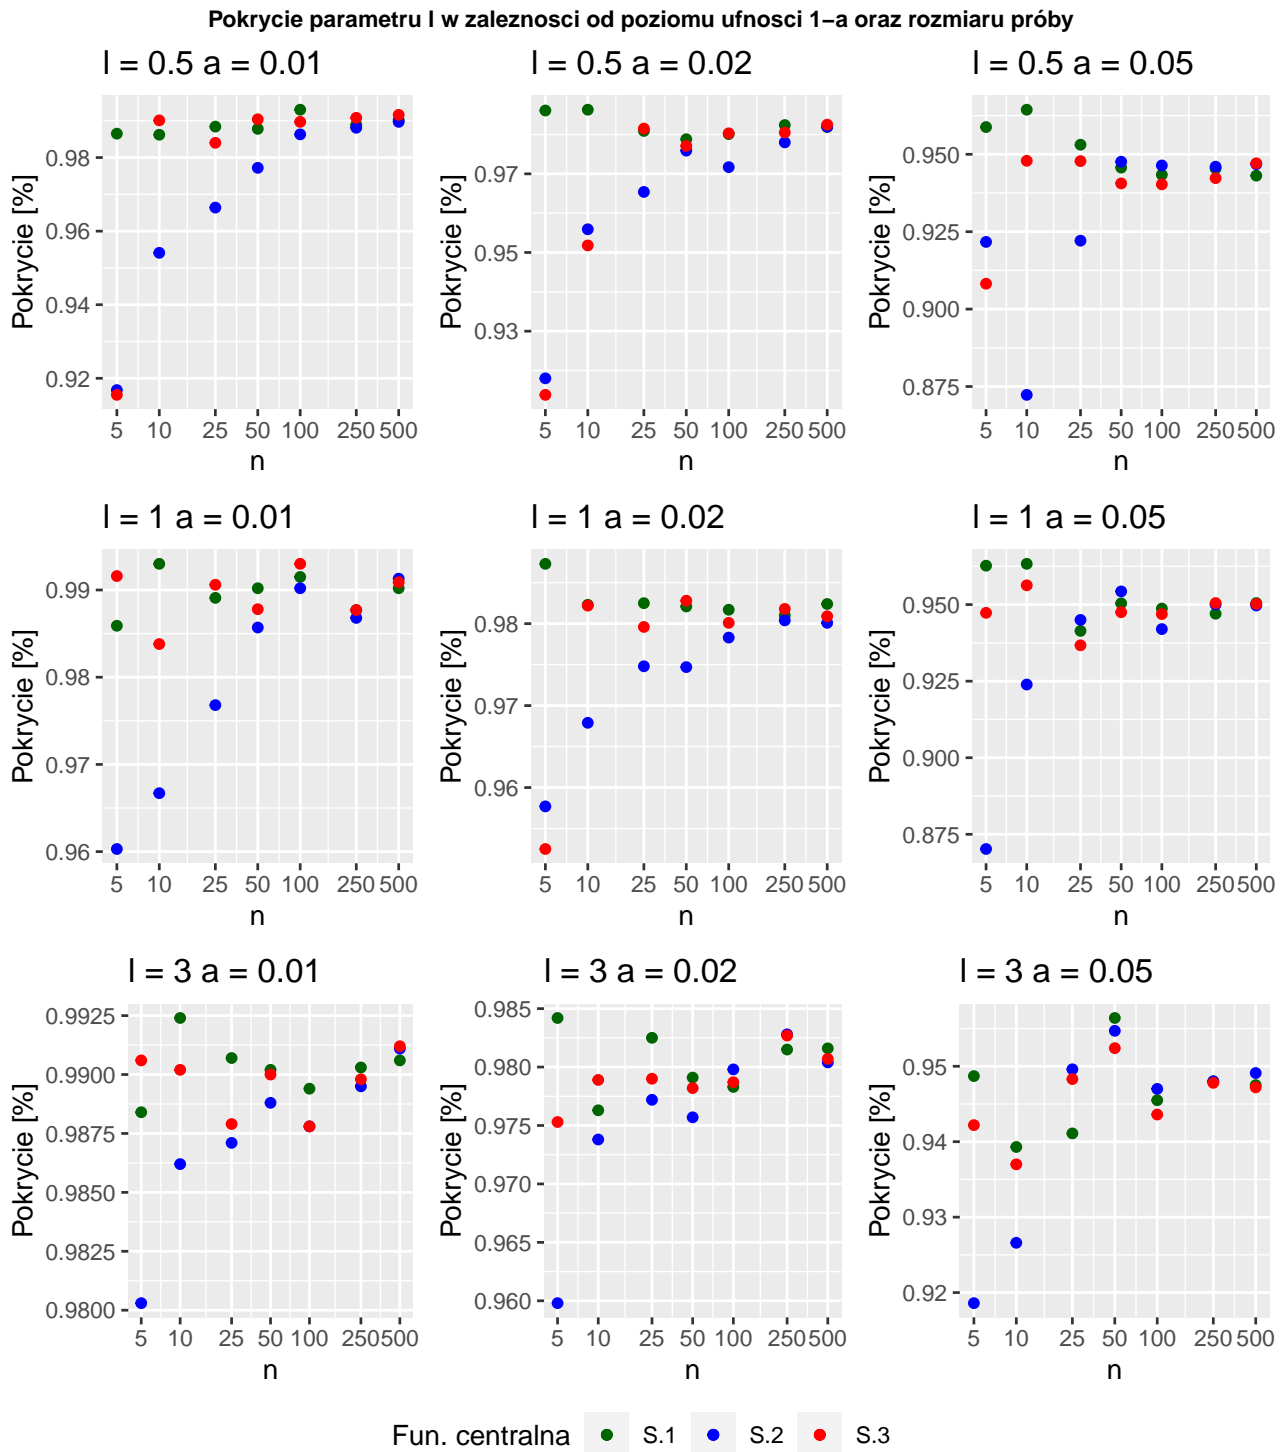 Pokrycie parametru l w zaleznosci od poziomu ufnosci 1−a oraz rozmiaru próby
l = 0.5 a = 0.01
0.98
0.96
0.94
0.92
Pokrycie [%]
5 10 25 50 100 250 500
n
l = 0.5 a = 0.02
0.97
0.95
0.93
Pokrycie [%]
5 10 25 50 100 250 500
n
l = 0.5 a = 0.05
0.950
0.925
0.900
0.875
Pokrycie [%]
5 10 25 50 100 250 500
n
l = 1 a = 0.01
0.99
0.98
0.97
0.96
Pokrycie [%]
5 10 25 50 100 250 500
n
l = 1 a = 0.02
0.98
0.97
0.96
Pokrycie [%]
5 10 25 50 100 250 500
n
l = 1 a = 0.05
0.950
0.925
0.900
0.875
Pokrycie [%]
5 10 25 50 100 250 500
n
l = 3 a = 0.01
0.9925
0.9900
0.9875
0.9850
0.9825
0.9800
Pokrycie [%]
5 10 25 50 100 250 500
n
l = 3 a = 0.02
0.985
0.980
0.975
0.970
0.965
0.960
Pokrycie [%]
5 10 25 50 100 250 500
n
l = 3 a = 0.05
0.95
0.94
0.93
0.92
Pokrycie [%]
5 10 25 50 100 250 500
n
Fun. centralna S.1 S.2 S.3